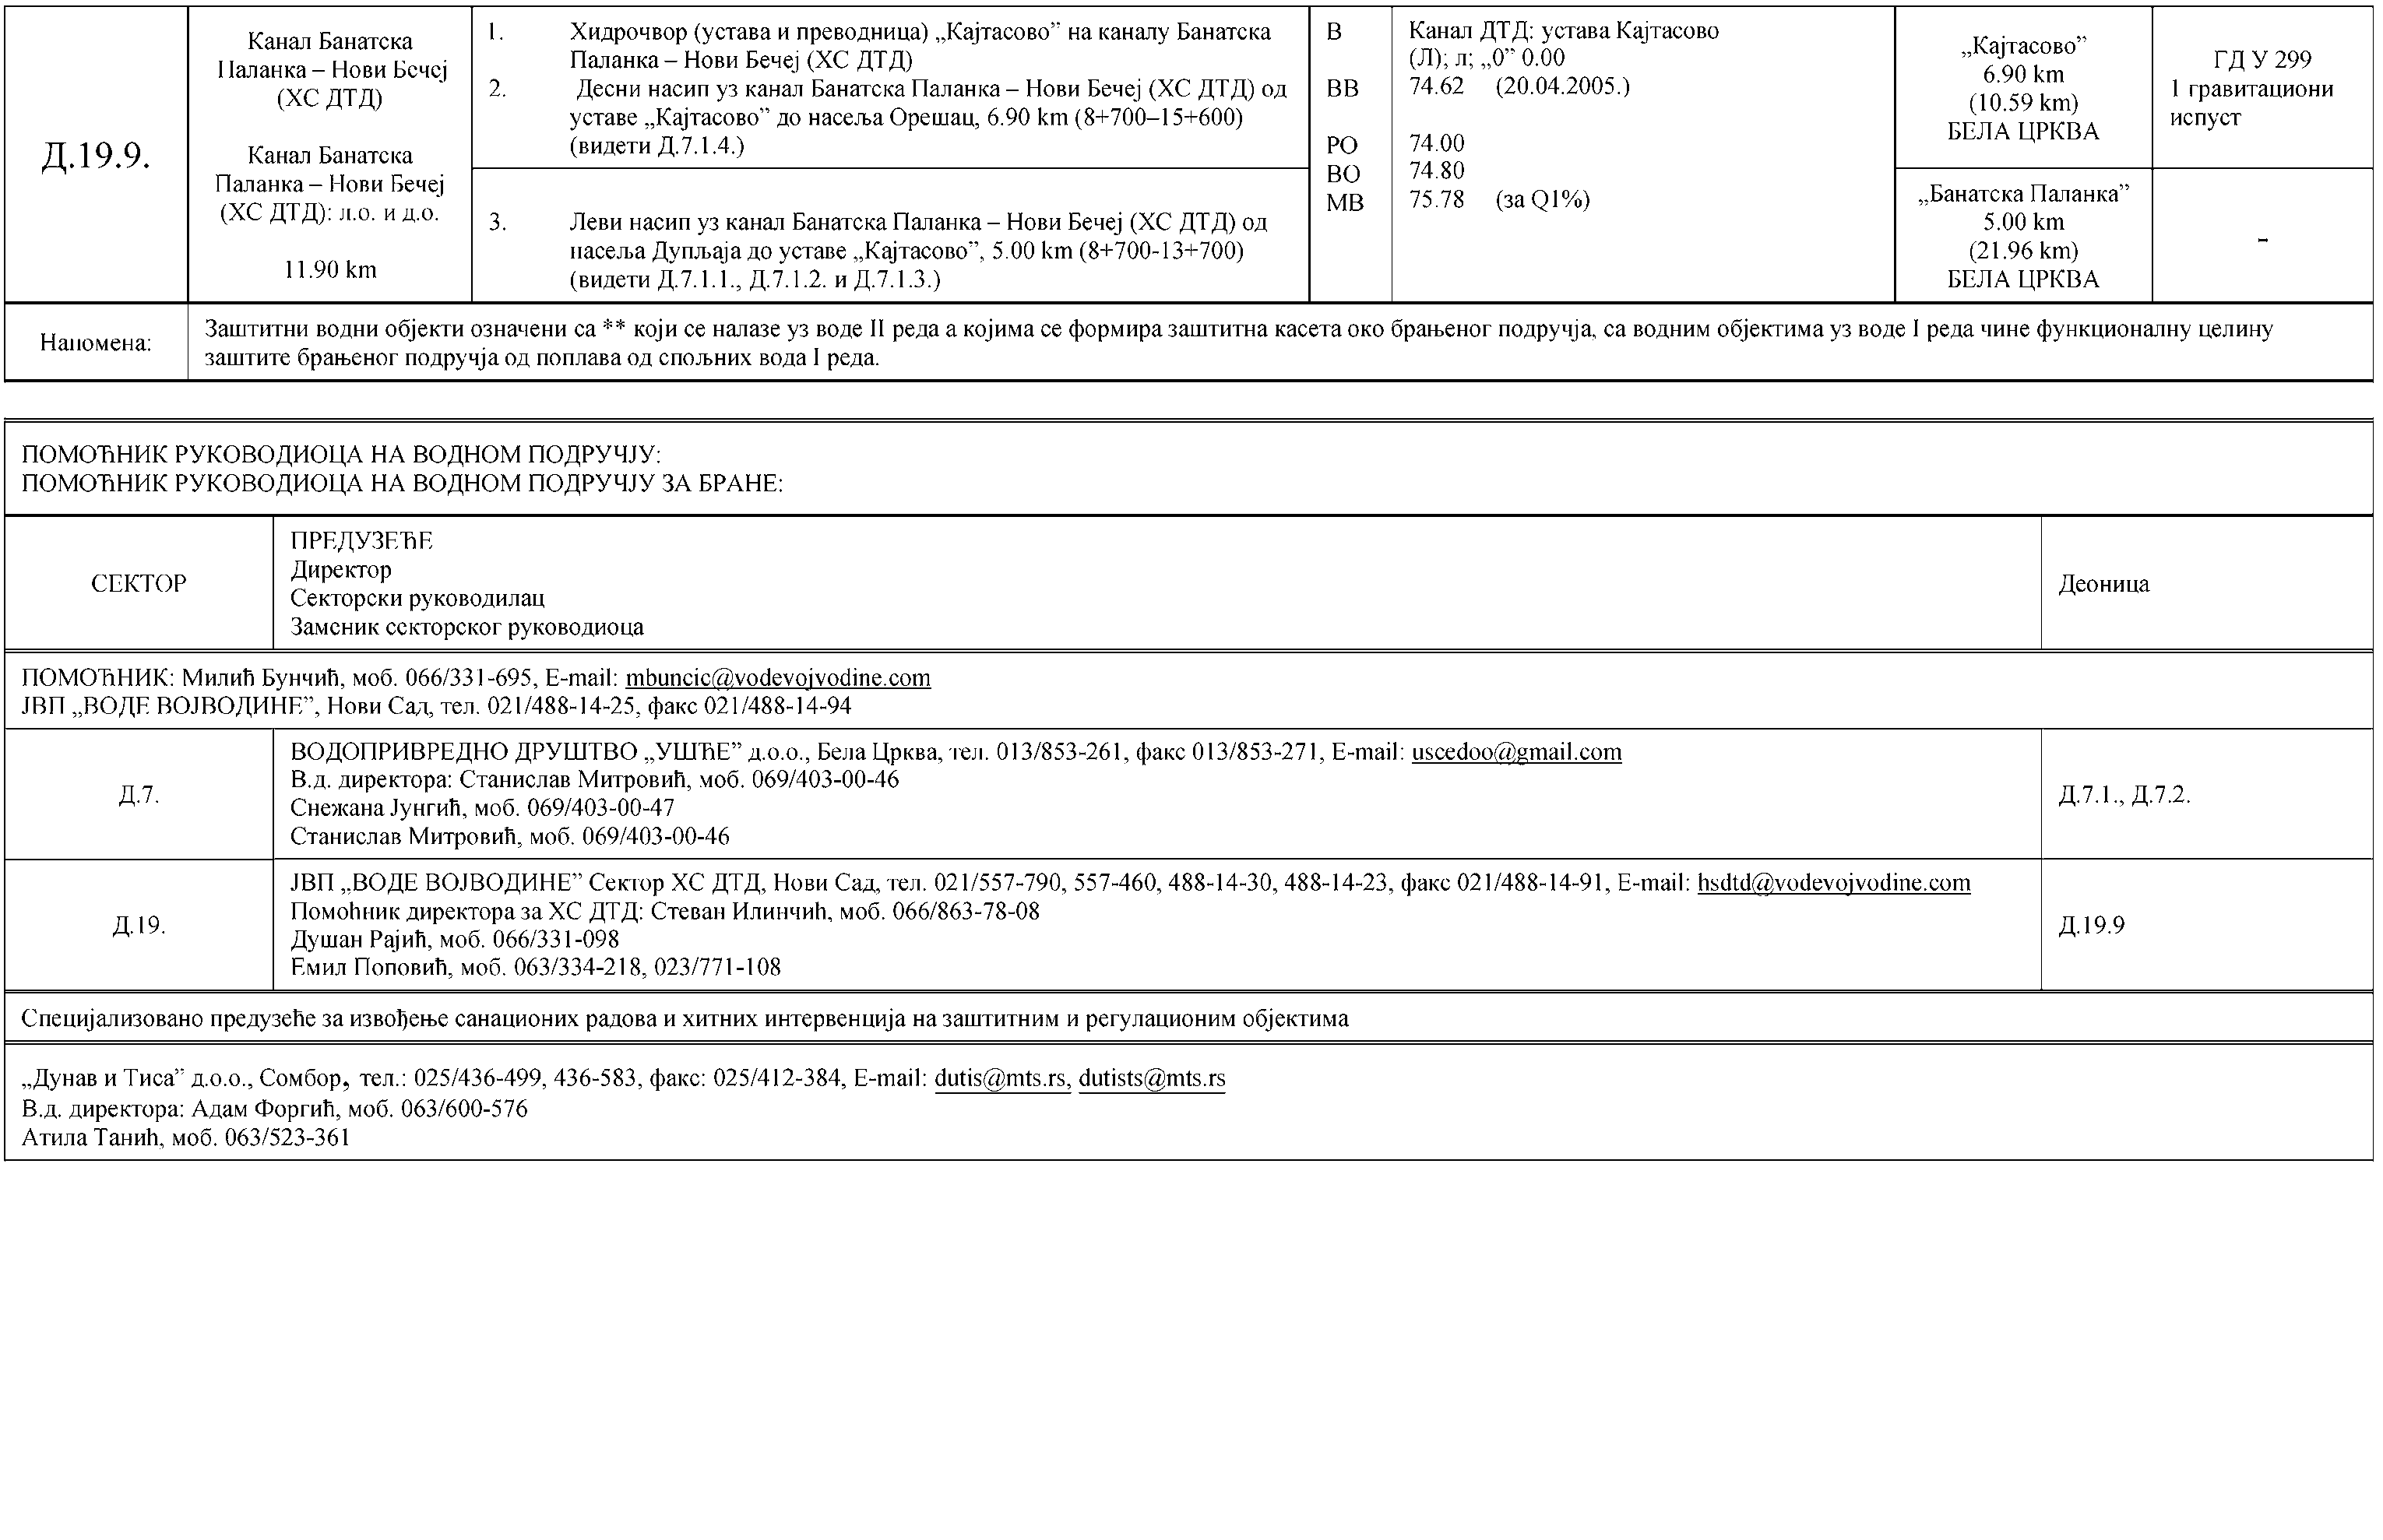 Д.19.9.
Канал Банатска
Паланка – Нови Бечеј
(ХС ДТД)
Канал Банатска
Паланка – Нови Бечеј
(ХС ДТД): л.о. и д.о.
11.90 km
1. Хидрочвор (устава и преводница) „Кајтасово” на каналу Банатска
Паланка – Нови Бечеј (ХС ДТД)
2. Десни насип уз канал Банатска Паланка – Нови Бечеј (ХС ДТД) од
уставе „Кајтасово” до насеља Орешац, 6.90 km (8+700–15+600)
(видети Д.7.1.4.)
3. Леви насип уз канал Банатска Паланка – Нови Бечеј (ХС ДТД) од
насеља Дупљаја до уставе „Кајтасово”, 5.00 km (8+700-13+700)
(видети Д.7.1.1., Д.7.1.2. и Д.7.1.3.)
В Канал ДТД: устава Кајтасово
(Л); л; „0” 0.00
ВВ 74.62 (20.04.2005.)
РО 74.00
ВО 74.80
МВ 75.78 (за Q1%)
„Кајтасово”
6.90 km
(10.59 km)
БЕЛА ЦРКВА
ГД У 299
1 гравитациони
испуст
„Банатска Паланка”
5.00 km
(21.96 km)
БЕЛА ЦРКВА
-
Напомена:
Заштитни водни објекти означени са ** који се налазе уз воде II реда а којима се формира заштитна касета око брањеног подручја, са водним објектима уз воде I реда чине функционалну целину
заштите брањеног подручја од поплава од спољних вода I реда.
ПОМОЋНИК РУКОВОДИОЦА НА ВОДНОМ ПОДРУЧЈУ:
ПОМОЋНИК РУКОВОДИОЦА НА ВОДНОМ ПОДРУЧЈУ ЗА БРАНЕ:
СЕКТОР
ПРЕДУЗЕЋЕ
Директор
Секторски руководилац
Заменик секторског руководиоца
Деоница
ПОМОЋНИК: Милић Бунчић, моб. 066/331-695, E-mail: mbuncic@vodevojvodine.com
ЈВП „ВОДЕ ВОЈВОДИНЕ”, Нови Сад, тел. 021/488-14-25, факс 021/488-14-94
Д.7.
ВОДОПРИВРЕДНО ДРУШТВО „УШЋЕ” д.о.о., Бела Црква, тел. 013/853-261, факс 013/853-271, E-mail: uscedoo@gmail.com
В.д. директора: Станислав Митровић, моб. 069/403-00-46
Снежана Јунгић, моб. 069/403-00-47
Станислав Митровић, моб. 069/403-00-46
Д.7.1., Д.7.2.
Д.19.
ЈВП „ВОДЕ ВОЈВОДИНЕ” Сектор ХС ДТД, Нови Сад, тел. 021/557-790, 557-460, 488-14-30, 488-14-23, факс 021/488-14-91, E-mail: hsdtd@vodevojvodine.com
Помоћник директора за ХС ДТД: Стеван Илинчић, моб. 066/863-78-08
Душан Рајић, моб. 066/331-098
Емил Поповић, моб. 063/334-218, 023/771-108
Д.19.9
Специјализовано предузеће за извођење санационих радова и хитних интервенција на заштитним и регулационим објектима
„Дунав и Тиса” д.о.о., Сомбор, тел.: 025/436-499, 436-583, факс: 025/412-384, E-mail: dutis@mts.rs, dutists@mts.rs
В.д. директора: Адам Форгић, моб. 063/600-576
Атила Танић, моб. 063/523-361